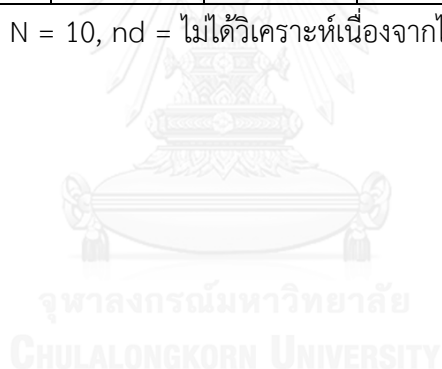 N = 10, nd = ไม่ได้วิเคราะห์เนื่องจาก
จุฬาลงกรณ์มหาวิทยาลัย
CHULALONGKORN UNIVERSITY